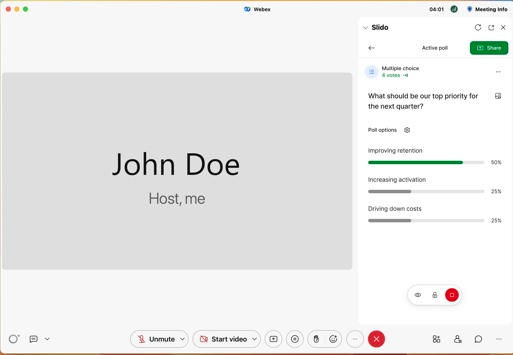 Webex
04:01
Meeting Info
Slido
Active poll
Share
Multiple choice
4 votes
What should be our top priority for
the next quarter?
Poll options
Improving retention
50%
Increasing activation
25%
Driving down costs
25%
John Doe
Host, me
Unmute
Start video